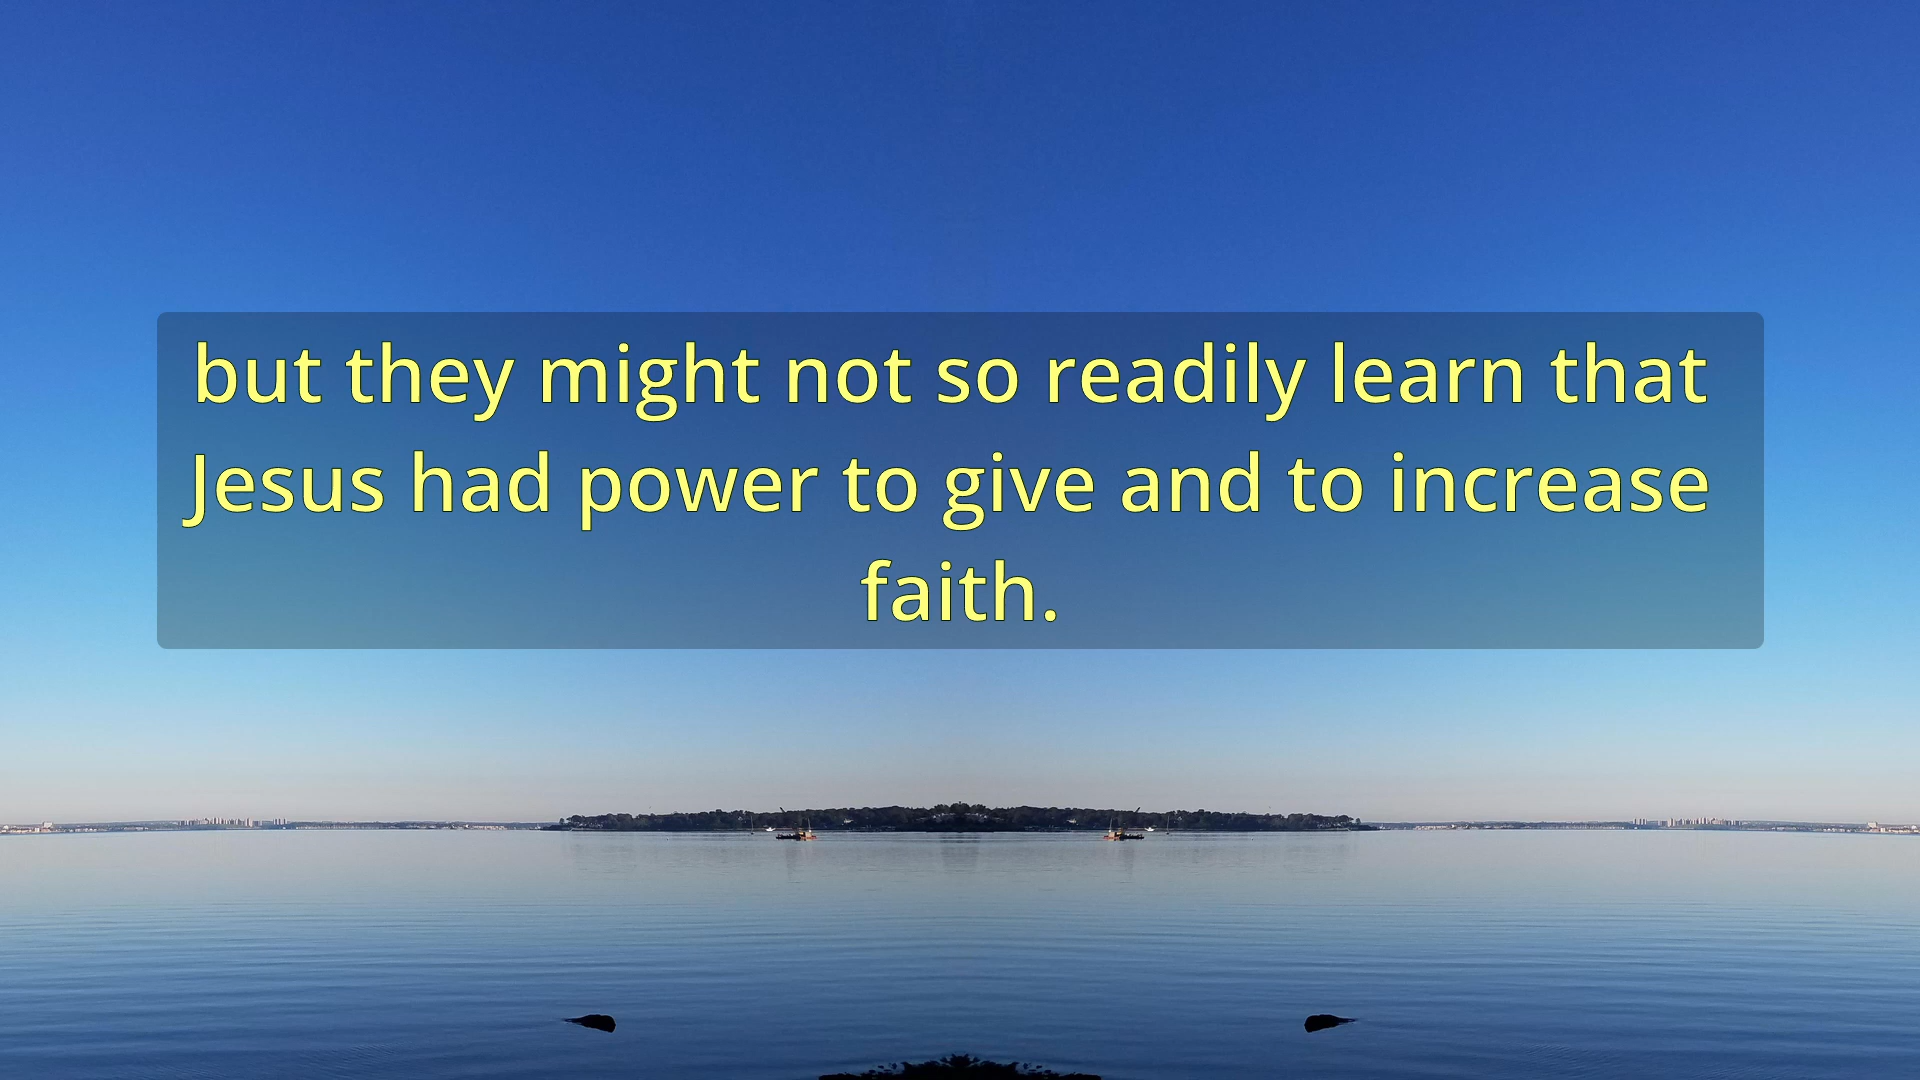 but they might not so readily learn that
Jesus had power to give and to increase
faith.